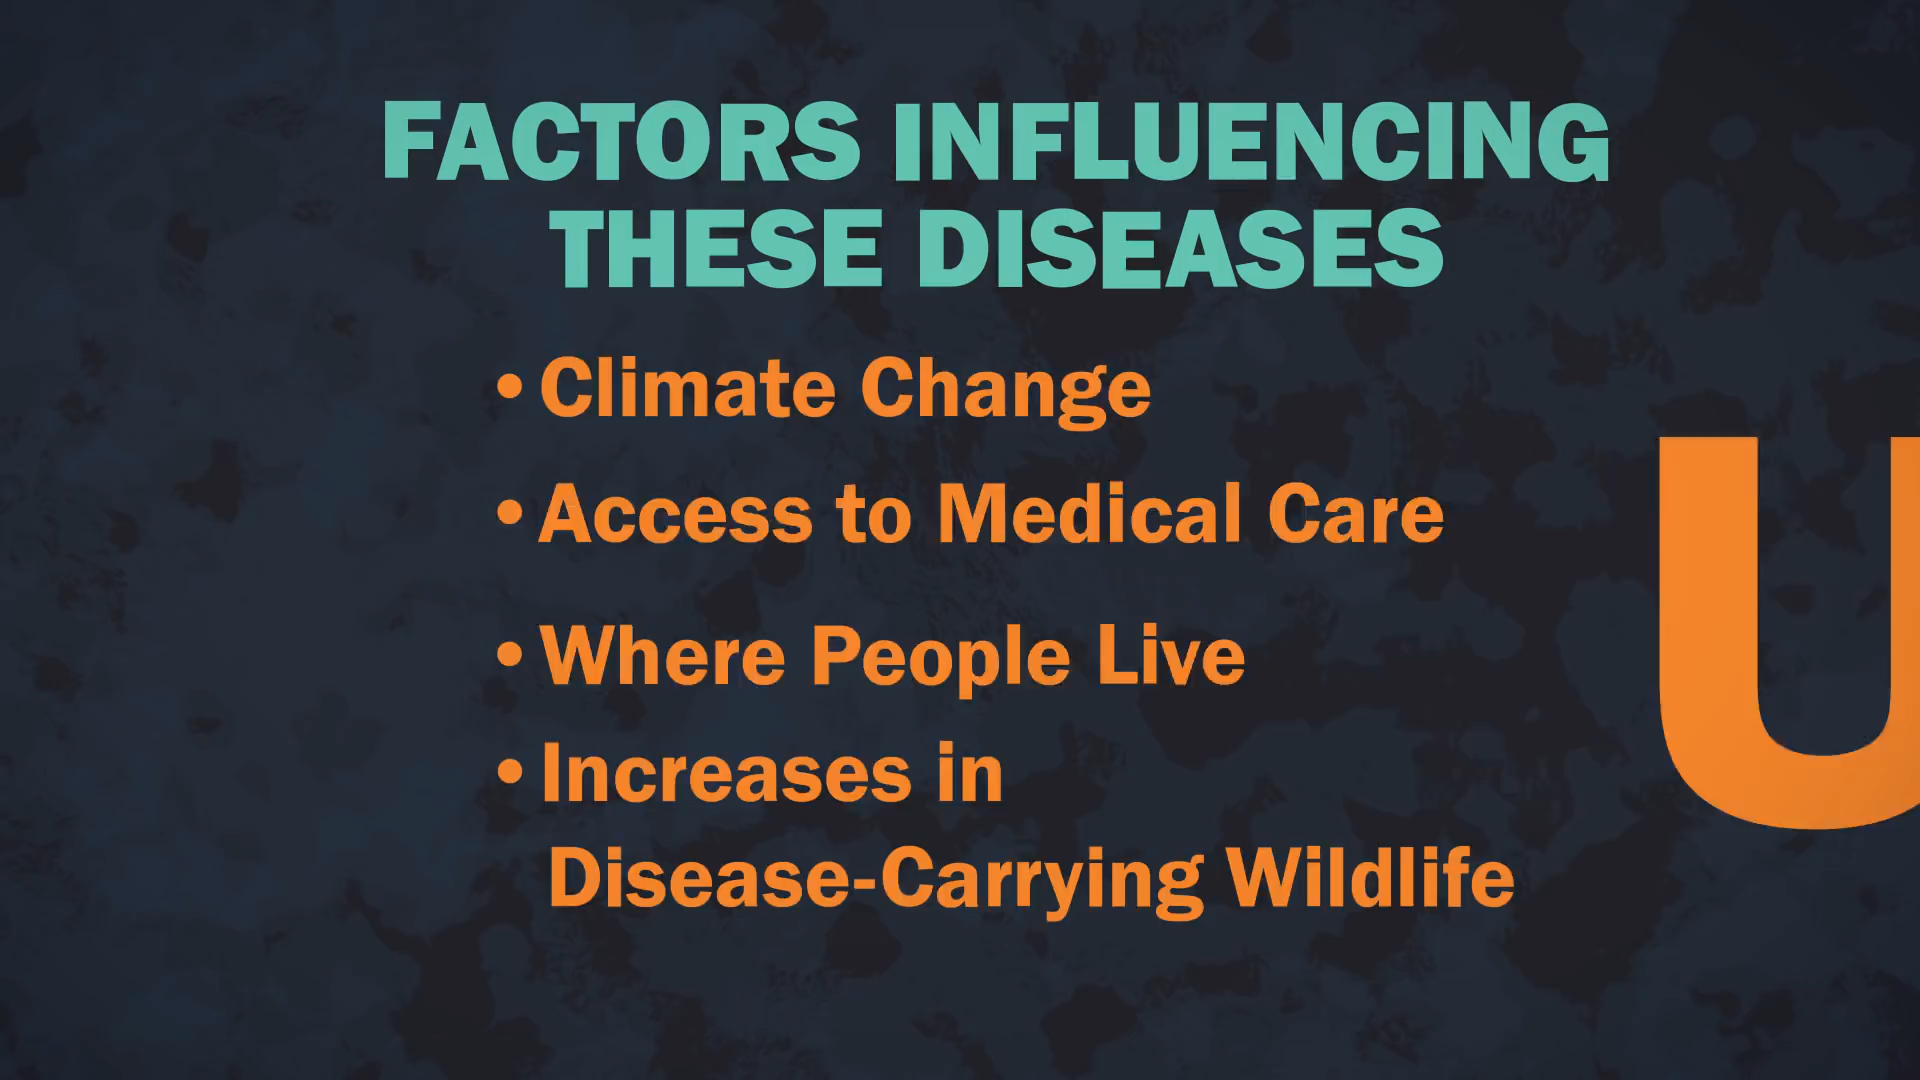 FACTORS INFLUENCING
THESE DISEASES
• Climate Change
• Access to Medical Care
• Where People Live
• Increases in
Disease-Carrying Wildlife
U